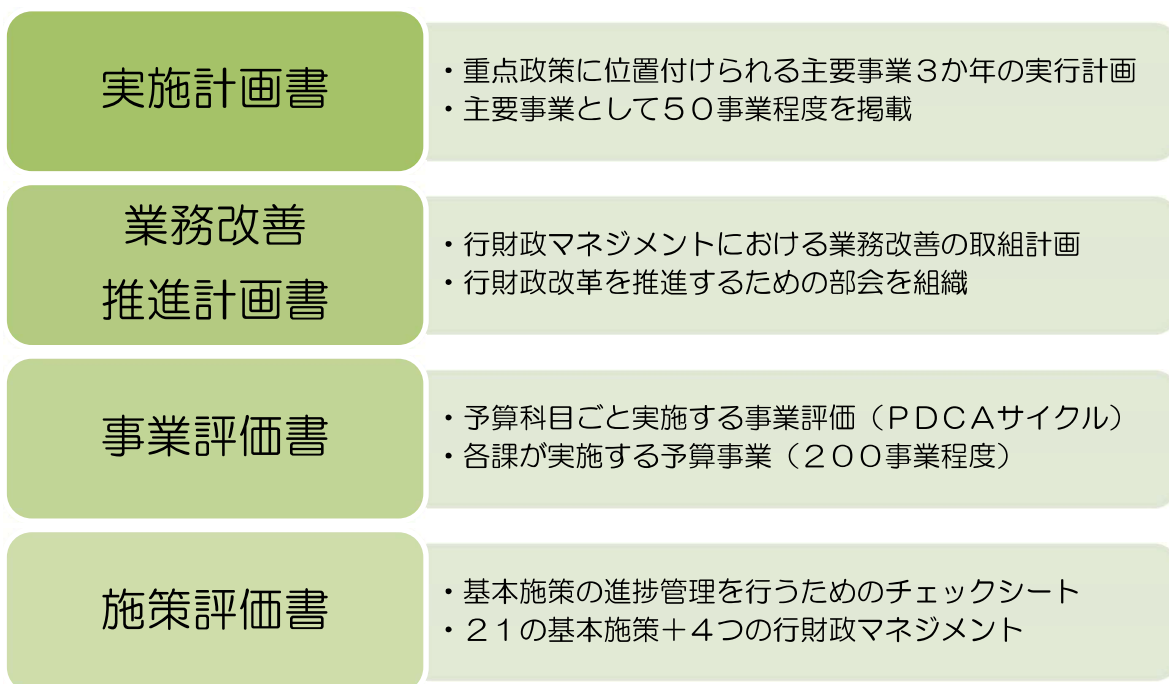 実施計画書
・重点政策に位置付けられる主要事業３か年の実行計画
・主要事業として５０事業程度を掲載
業務改善
推進計画書
・行財政マネジメントにおける業務改善の取組計画
・行財政改革を推進するための部会を組織
事業評価書
・予算科目ごと実施する事業評価（ＰＤＣＡサイクル）
・各課が実施する予算事業（２００事業程度）
施策評価書
・基本施策の進捗管理を行うためのチェックシート
・２１の基本施策＋４つの行財政マネジメント